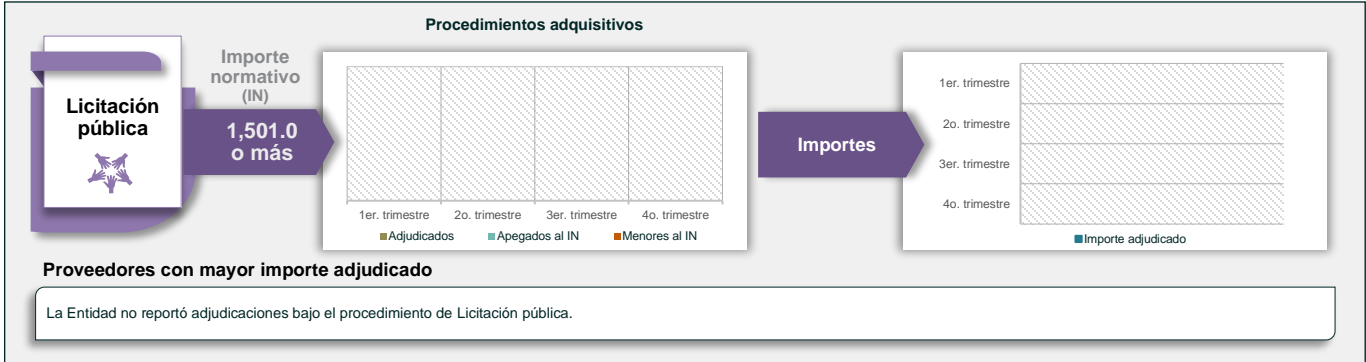 Procedimientos adquisitivos
Licitación
pública
Importe
normativo
(IN)
1,501.0
o más
1er. trimestre 2o. trimestre 3er. trimestre 4o. trimestre
Adjudicados Apegados al IN Menores al IN
Importes
1er. trimestre
2o. trimestre
3er. trimestre
4o. trimestre
Importe adjudicado
Proveedores con mayor importe adjudicado
La Entidad no reportó adjudicaciones bajo el procedimiento de Licitación pública.